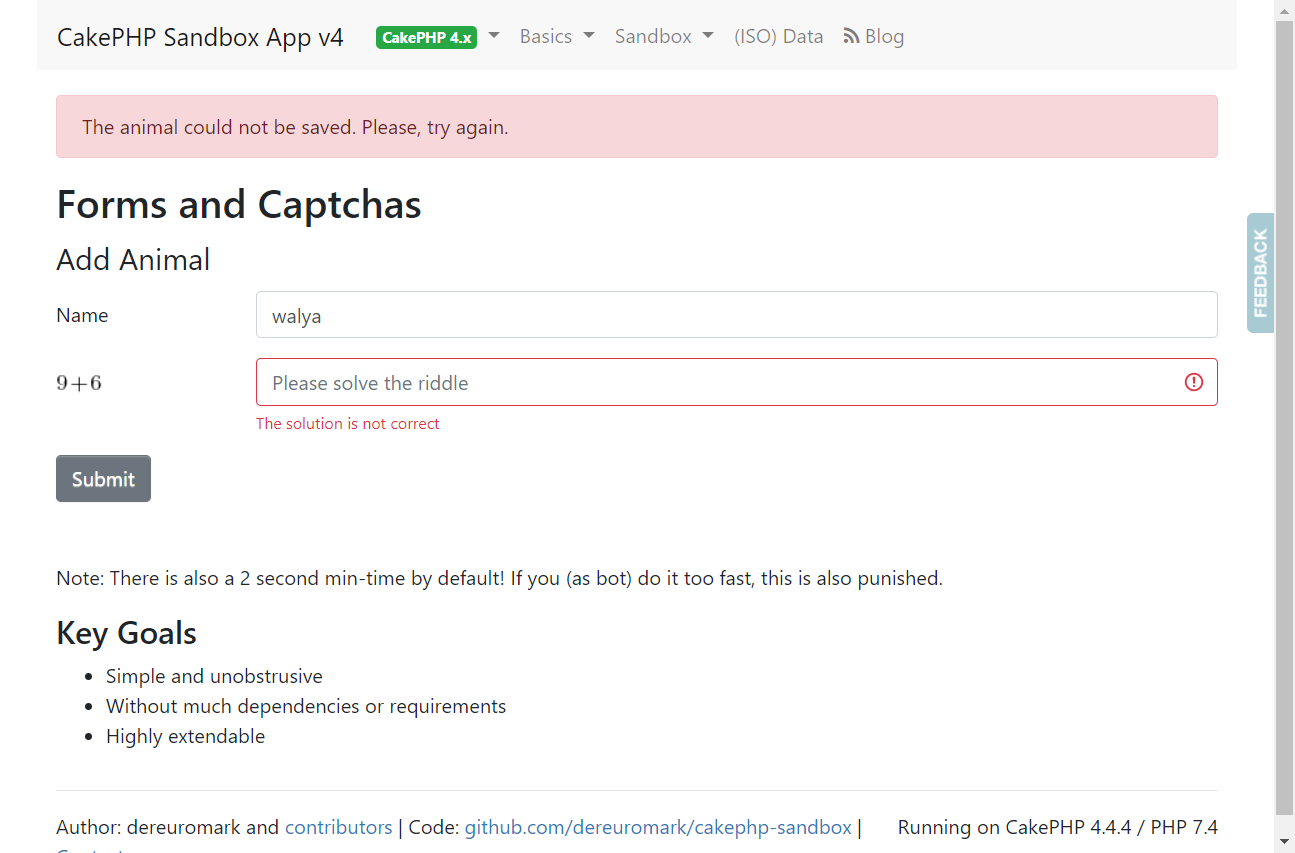 CakePHP Sandbox App v4 CakePHP 4.x Basics Sandbox (ISO) Data Blog
The animal could not be saved. Please, try again.
Forms and Captchas
FEEDBACK
Add Animal
Name walya
9+6 Please solve the riddle
The solution is not correct
Submit
Note: There is also a 2 second min-time by default! If you (as bot) do it too fast, this is also punished.
Key Goals
Simple and unobstrusive
Without much dependencies or requirements
Highly extendable
Author: dereuromark and contributors | Code: github.com/dereuromark/cakephp-sandbox | Running on CakePHP 4.4.4 / PHP 7.4